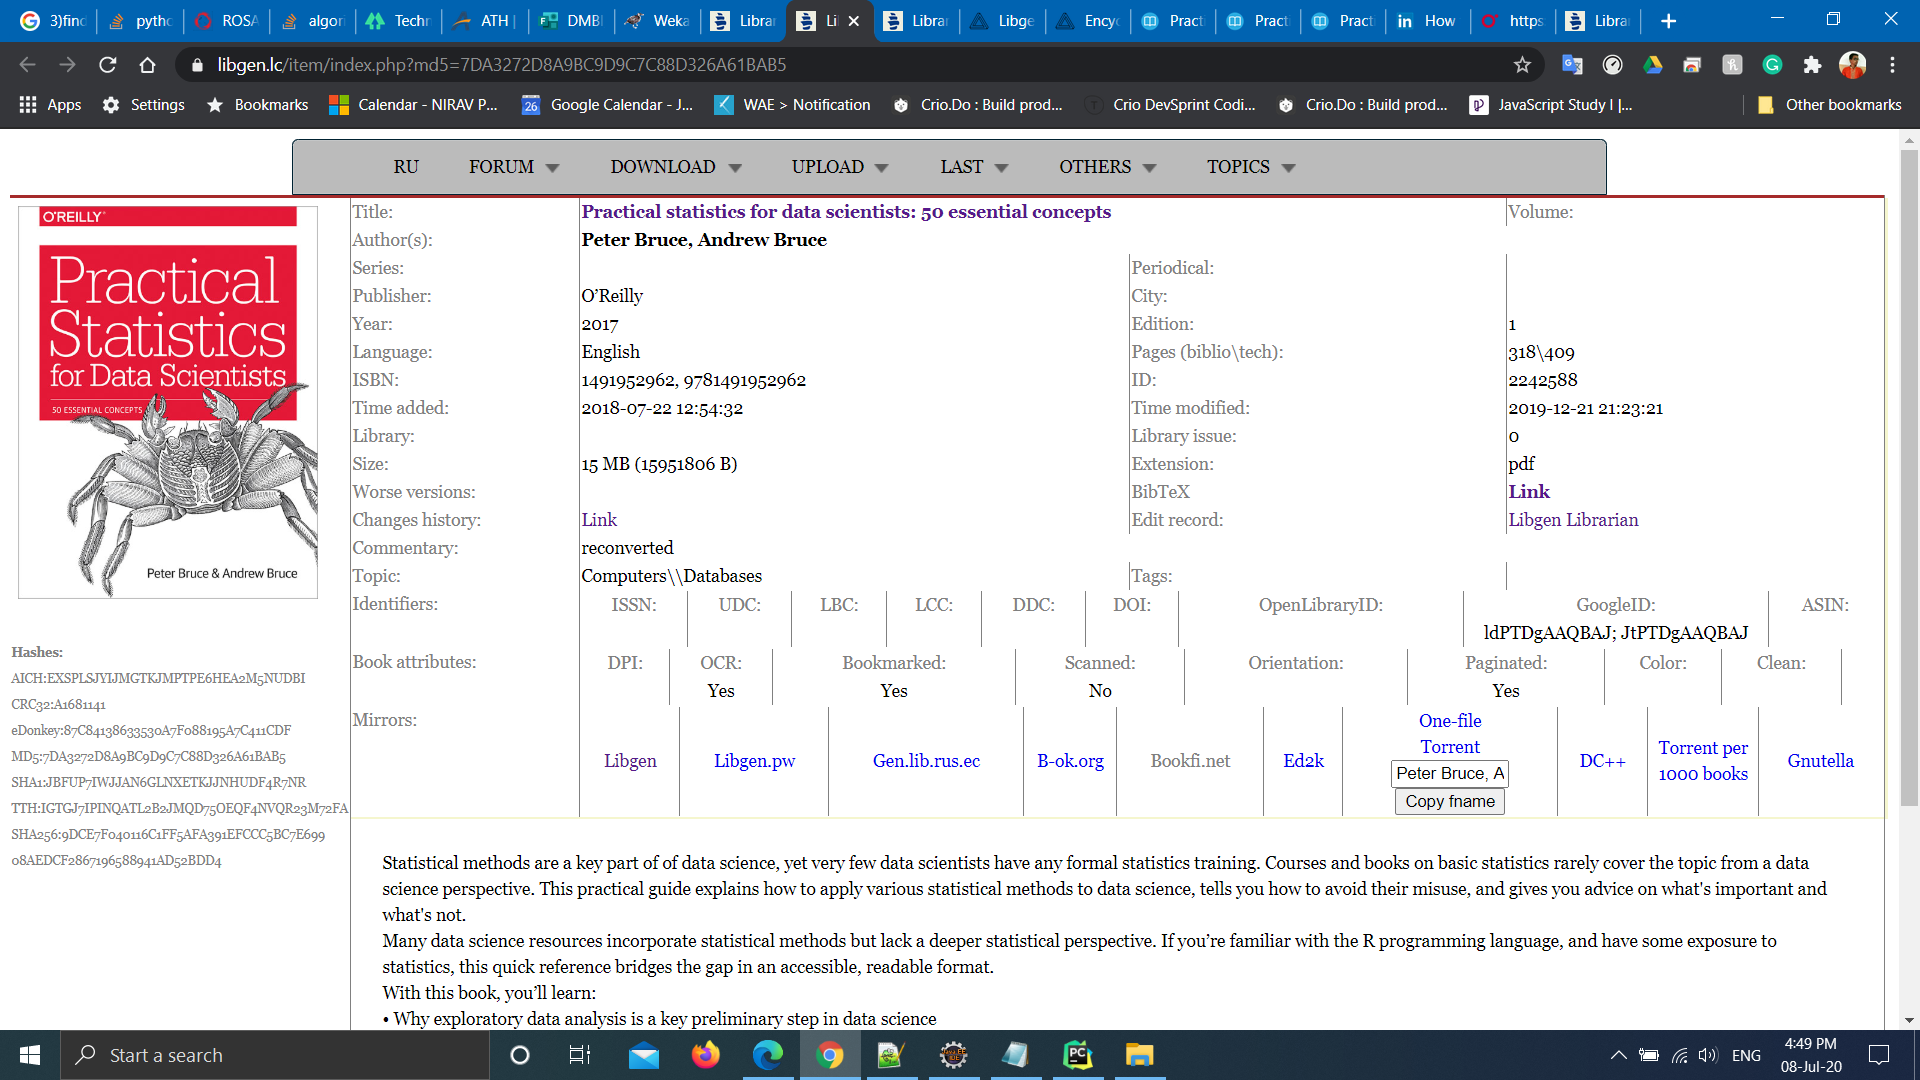 3)find
pytho
ROSA
algori
Techn
ATH |
DMBI
Weka
Librar
Li
Librar
Libge
Ency
Practi
Practi
Practi
How
https:
Librar
libgen.lc/item/index.php?md5=7DA3272D8A9BC9D9C7C88D326A61BAB5
Apps
Settings
Bookmarks
Calendar - NIRAV P...
Google Calendar - J...
WAE > Notification
Crio.Do : Build prod...
Crio DevSprint Codi...
Crio.Do : Build prod...
JavaScript Study I |...
Other bookmarks
RU FORUM DOWNLOAD UPLOAD LAST OTHERS TOPICS
O'REILLY®
Practical
Statistics
for Data Scientists
50 ESSENTIAL CONCEPTS
Peter Bruce & Andrew Bruce
Title: Practical statistics for data scientists: 50 essential concepts Volume:
Author(s): Peter Bruce, Andrew Bruce
Series: Periodical:
Publisher: O’Reilly City:
Year: 2017 Edition: 1
Language: English Pages (biblio\tech): 318\409
ISBN: 1491952962, 9781491952962 ID: 2242588
Time added: 2018-07-22 12:54:32 Time modified: 2019-12-21 21:23:21
Library: Library issue: 0
Size: 15 MB (15951806 B) Extension: pdf
Worse versions: BibTeX Link
Changes history: Link Edit record: Libgen Librarian
Commentary: reconverted
Topic: Computers\\Databases Tags:
Identifiers: ISSN: UDC: LBC: LCC: DDC: DOI: OpenLibraryID: GoogleID: ASIN:
ldPTDgAAQBAJ; JtPTDgAAQBAJ
Book attributes: DPI: OCR: Bookmarked: Scanned: Orientation: Paginated: Color: Clean:
Yes Yes No Yes
Mirrors:
Libgen Libgen.pw Gen.lib.rus.ec B-ok.org Bookfi.net Ed2k
One-file
Torrent
Peter Bruce, A
Copy fname
DC++
Torrent per
1000 books
Gnutella
Hashes:
AICH:EXSPLSJYIJMGTKJMPTPE6HEA2M5NUDBI
CRC32:A1681141
eDonkey:87C84138633530A7F088195A7C411CDF
MD5:7DA3272D8A9BC9D9C7C88D326A61BAB5
SHA1:JBFUP7IWJJAN6GLNXETKJJNHUDF4R7NR
TTH:IGTGJ7IPINQATL2B2JMQD75OEQF4NVQR23M72FA
SHA256:9DCE7F040116C1FF5AFA391EFCCC5BC7E699
08AEDCF2867196588941AD52BDD4
Statistical methods are a key part of of data science, yet very few data scientists have any formal statistics training. Courses and books on basic statistics rarely cover the topic from a data
science perspective. This practical guide explains how to apply various statistical methods to data science, tells you how to avoid their misuse, and gives you advice on what's important and
what's not.
Many data science resources incorporate statistical methods but lack a deeper statistical perspective. If you’re familiar with the R programming language, and have some exposure to
statistics, this quick reference bridges the gap in an accessible, readable format.
With this book, you’ll learn:
• Why exploratory data analysis is a key preliminary step in data science
Start a search
ENG
4:49 PM
08-Jul-20